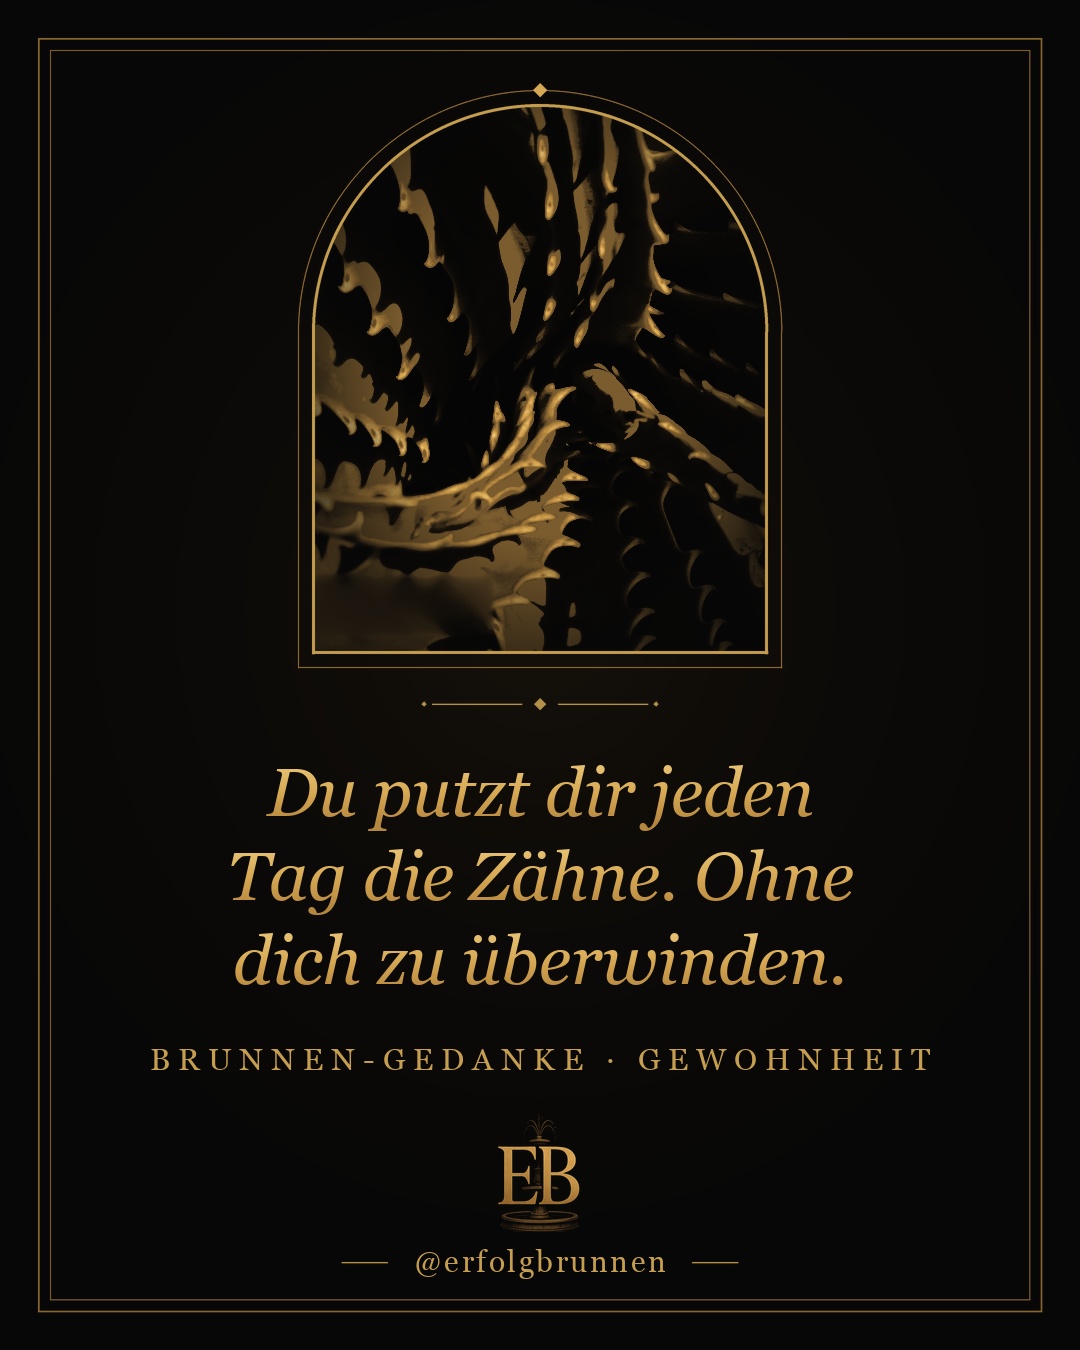 Du putzt dir jeden
Tag die Zähne. Ohne
dich zu überwinden.
BRUNNEN-GEDANKE · GEWOHNHEIT
EB
@erfolgbrunnen